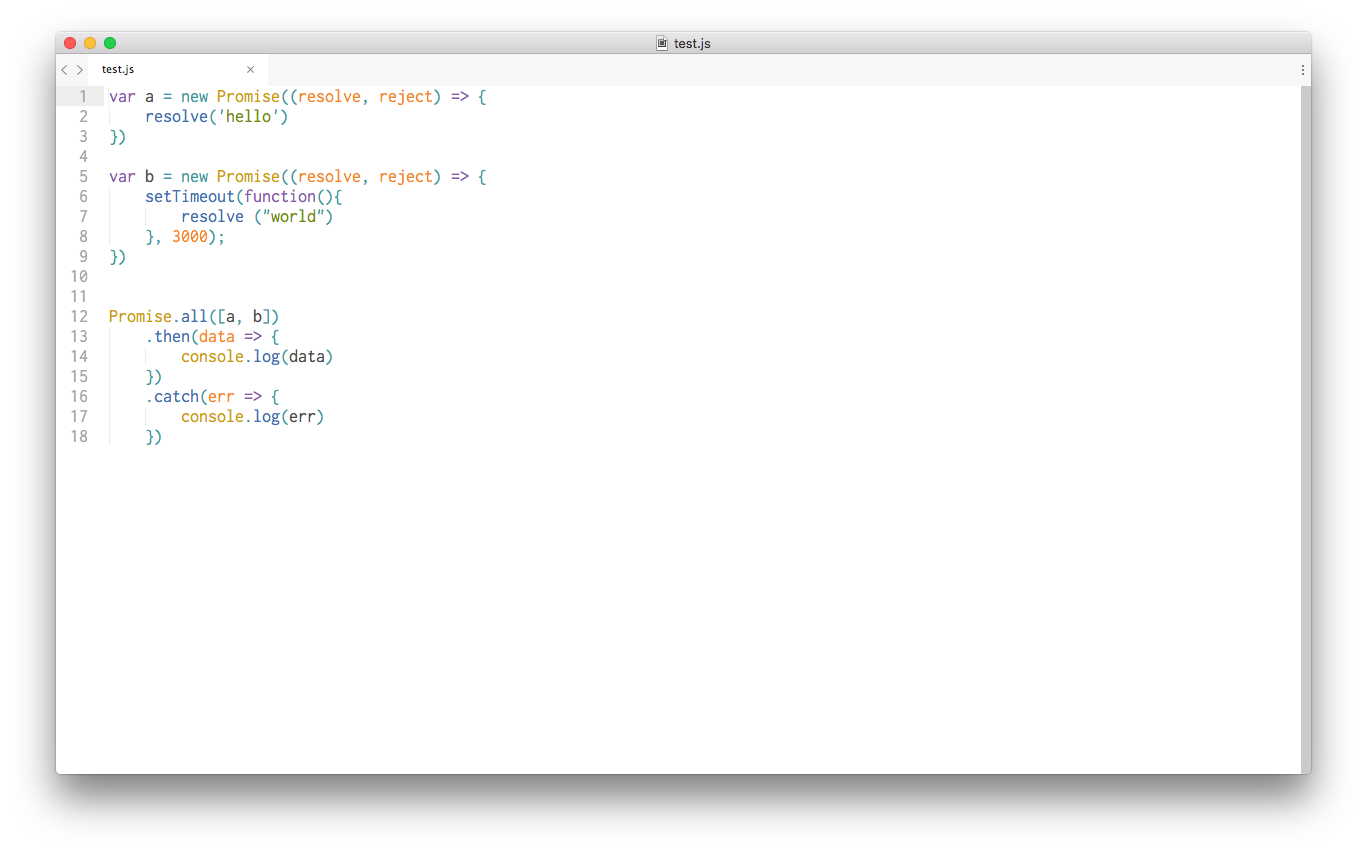 test.js
test.js
1 var a = new Promise((resolve, reject) => {
2     resolve('hello')
3 })
4
5 var b = new Promise((resolve, reject) => {
6     setTimeout(function(){
7         resolve ("world")
8     }, 3000);
9 })
10
11
12 Promise.all([a, b])
13     .then(data => {
14         console.log(data)
15     })
16     .catch(err => {
17         console.log(err)
18     })